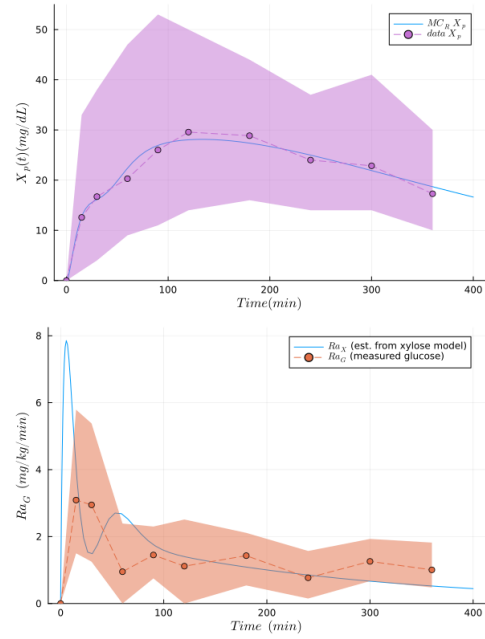 50
40
30
20
10
0
X_p(t)(mg/dL)
MC_R X_p
data X_p
0
100
200
300
400
Time(min)
8
6
4
2
0
Ra_G (mg/kg/min)
Ra_X (est. from xylose model)
Ra_G (measured glucose)
0
100
200
300
400
Time (min)